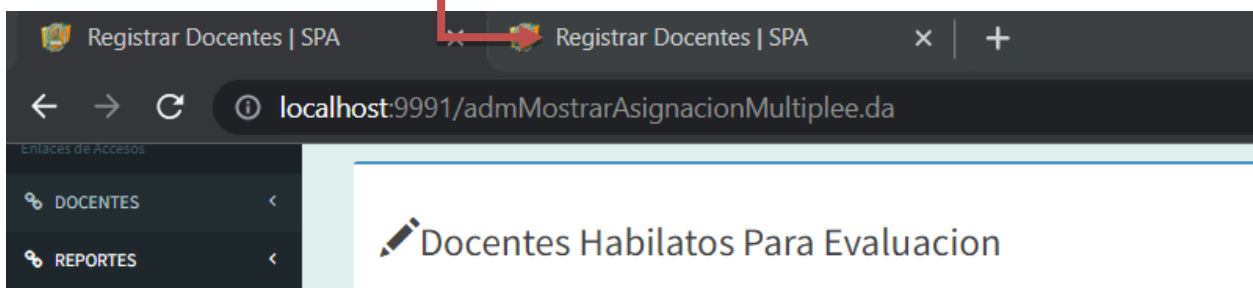 Registrar Docentes | SPA
Registrar Docentes | SPA
localhost:9991/admMostrarAsignacionMultiplee.da
Enlaces de Accesos
DOCENTES
REPORTES
Docentes Habilatos Para Evaluacion